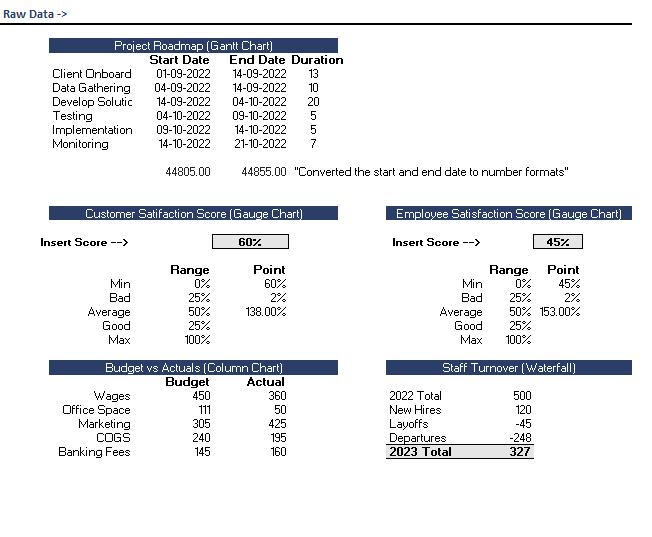 Raw Data ->
Project Roadmap (Gantt Chart)
Start Date End Date Duration
Client Onboard 01-09-2022 14-09-2022 13
Data Gathering 04-09-2022 14-09-2022 10
Develop Solutic 14-09-2022 04-10-2022 20
Testing 04-10-2022 09-10-2022 5
Implementation 09-10-2022 14-10-2022 5
Monitoring 14-10-2022 21-10-2022 7
44805.00 44855.00 "Converted the start and end date to number formats"
Customer Satifaction Score (Gauge Chart) Employee Satisfaction Score (Gauge Chart)
Insert Score --> 60% Insert Score --> 45%
Range Point Range Point
Min 0% 60% Min 0% 45%
Bad 25% 2% Bad 25% 2%
Average 50% 138.00% Average 50% 153.00%
Good 25% Good 25%
Max 100% Max 100%
Budget vs Actuals (Column Chart) Staff Turnover (Waterfall)
Budget Actual
Wages 450 360 2022 Total 500
Office Space 111 50 New Hires 120
Marketing 305 425 Layoffs -45
COGS 240 195 Departures -248
Banking Fees 145 160 2023 Total 327